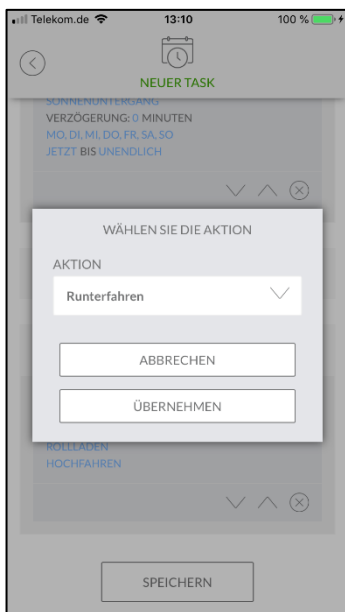 Telekom.de 13:10 100 %
NEUER TASK
SONNENUNTERGANG
VERZÖGERUNG: 0 MINUTEN
MO, DI, MI, DO, FR, SA, SO
JETZT BIS UNENDLICH
WÄHLEN SIE DIE AKTION
AKTION
Runterfahren
ABBRECHEN
ÜBERNEHMEN
ROLLLADEN
HOCHFAHREN
SPEICHERN